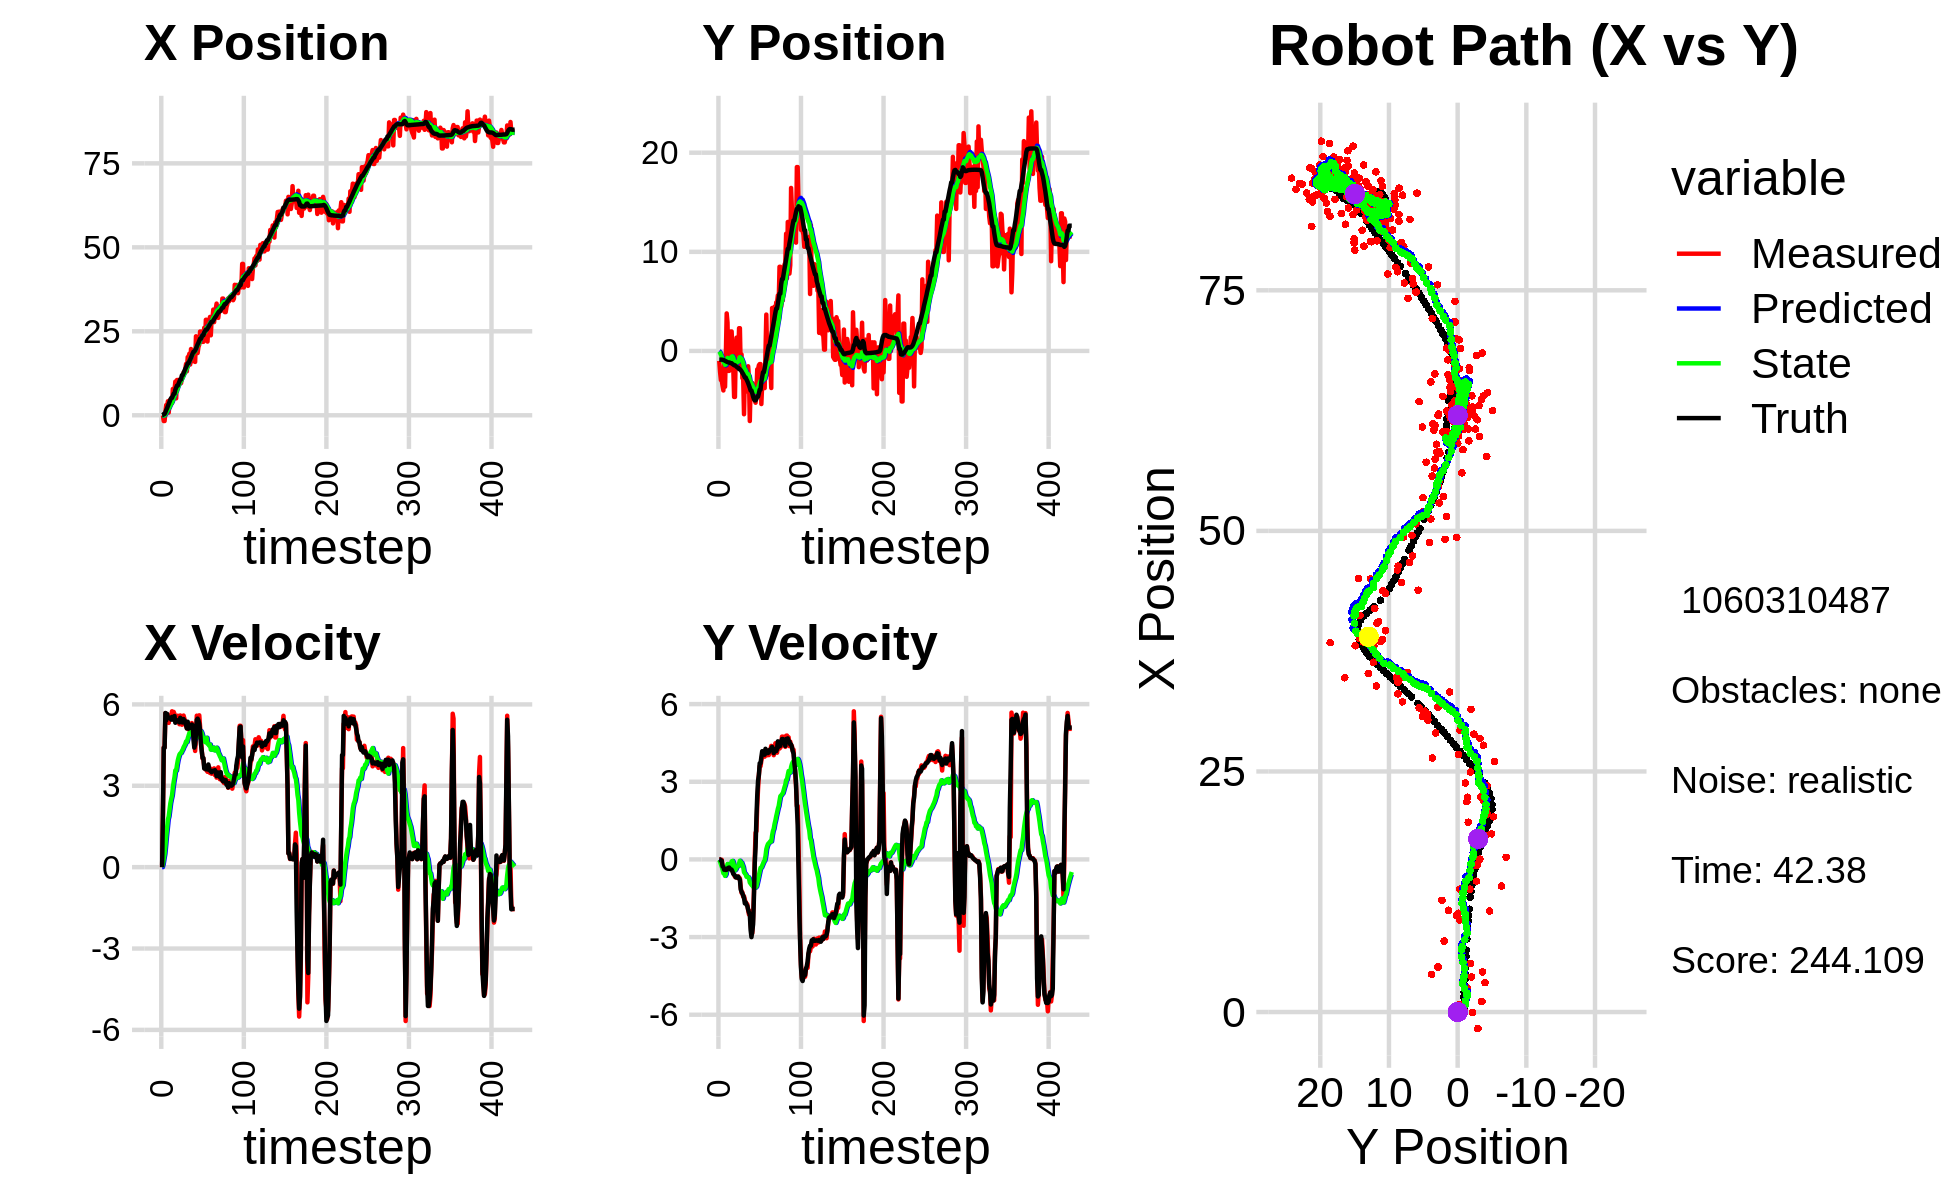 X Position
75
50
25
0
0
100
200
300
400
timestep
Y Position
20
10
0
0
100
200
300
400
timestep
X Velocity
6
3
0
-3
-6
0
100
200
300
400
timestep
Y Velocity
6
3
0
-3
-6
0
100
200
300
400
timestep
Robot Path (X vs Y)
X Position
75
50
25
0
20 10 0 -10 -20
Y Position
variable
Measured
Predicted
State
Truth
1060310487
Obstacles: none
Noise: realistic
Time: 42.38
Score: 244.109